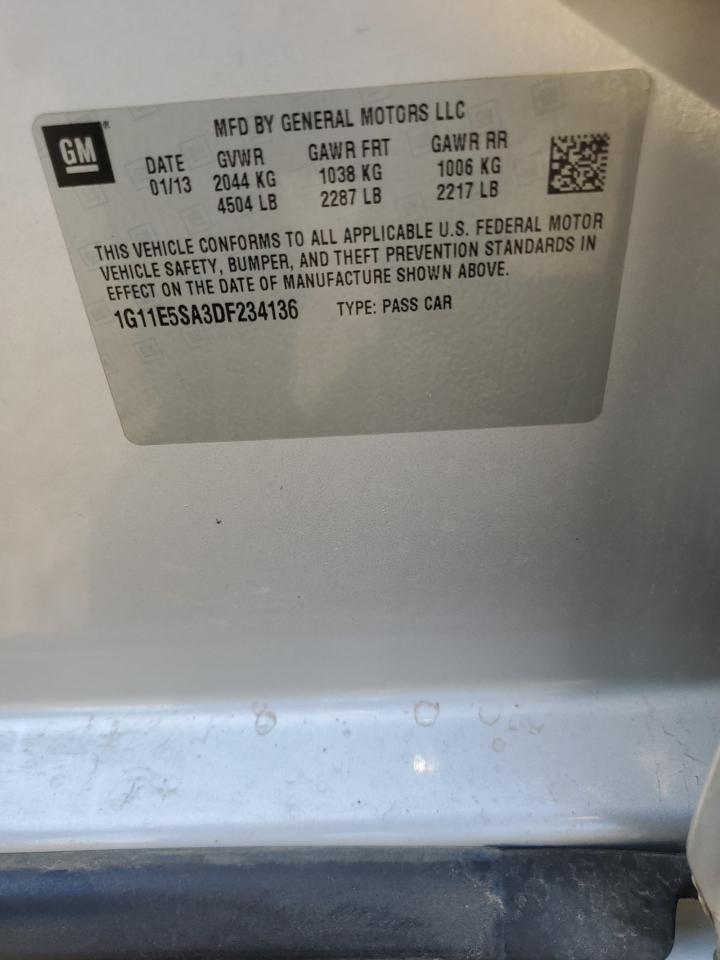 MFD BY GENERAL MOTORS LLC
GM®
DATE GVWR GAWR FRT GAWR RR
01/13 2044 KG 1038 KG 1006 KG
4504 LB 2287 LB 2217 LB
THIS VEHICLE CONFORMS TO ALL APPLICABLE U.S. FEDERAL MOTOR
VEHICLE SAFETY, BUMPER, AND THEFT PREVENTION STANDARDS IN
EFFECT ON THE DATE OF MANUFACTURE SHOWN ABOVE.
1G11E5SA3DF234136 TYPE: PASS CAR